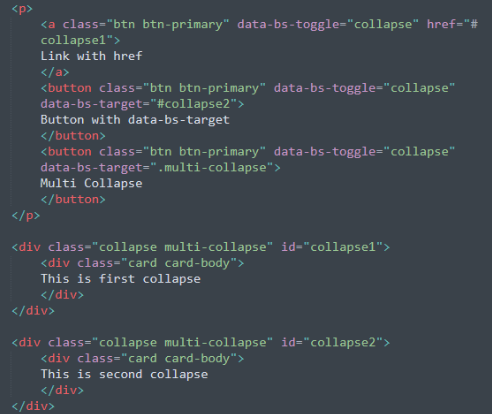 <p>
<a class="btn btn-primary" data-bs-toggle="collapse" href="#
collapse1">
Link with href
</a>
<button class="btn btn-primary" data-bs-toggle="collapse"
data-bs-target="#collapse2">
Button with data-bs-target
</button>
<button class="btn btn-primary" data-bs-toggle="collapse"
data-bs-target=".multi-collapse">
Multi Collapse
</button>
</p>
<div class="collapse multi-collapse" id="collapse1">
<div class="card card-body">
This is first collapse
</div>
</div>
<div class="collapse multi-collapse" id="collapse2">
<div class="card card-body">
This is second collapse
</div>
</div>